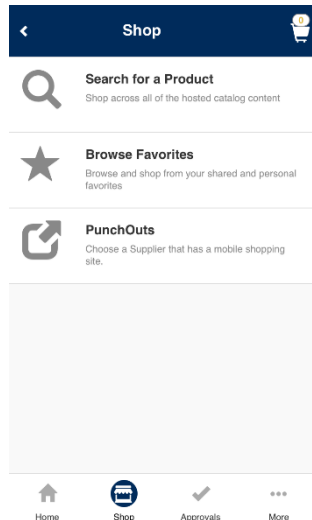 Shop
0
Search for a Product
Shop across all of the hosted catalog content
Browse Favorites
Browse and shop from your shared and personal
favorites
PunchOuts
Choose a Supplier that has a mobile shopping
site.
Home Shop Approvals More